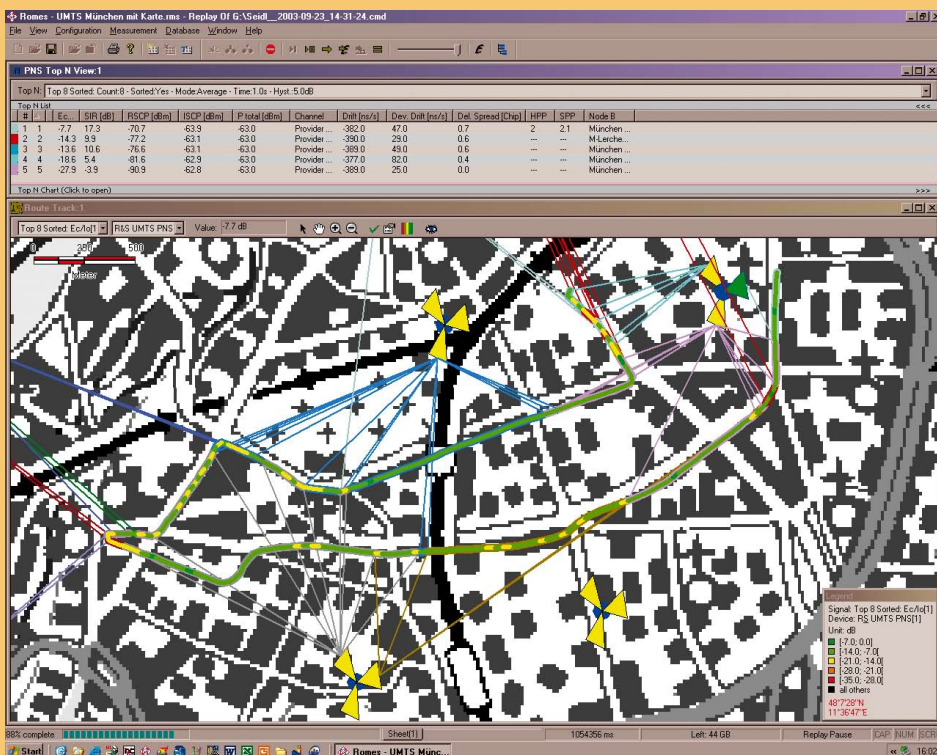 Romes - UMTS München mit Karte.rms - Replay Of G:\Seidl__2003-09-23_14-31-24.cmd
File View Configuration Measurement Database Window Help
PNS Top N View:1
Top N: Top 8 Sorted: Count:8 - Sorted:Yes - Mode:Average - Time:1.0s - Hyst.:5.0dB
Top N List <<<
# Ec... SIR [dB] RSCP [dBm] ISCP [dBm] P total [dBm] Channel Drift [ns/s] Dev. Drift [ns/s] Del. Spread [Chip] HPP SPP Node B
1 1 -7.7 17.3 -70.7 -63.9 -63.0 Provider ... -382.0 47.0 0.7 2 2.1 München ...
2 2 -14.3 9.9 -77.2 -63.1 -63.0 Provider ... -390.0 29.0 0.6 --- --- M-Lerche...
3 3 -13.6 10.6 -76.6 -63.1 -63.0 Provider ... -389.0 49.0 0.6 --- --- München ...
4 4 -18.6 5.4 -81.6 -62.9 -63.0 Provider ... -377.0 82.0 0.4 --- --- München ...
5 5 -27.9 -3.9 -90.9 -62.8 -63.0 Provider ... -389.0 25.0 0.0 --- --- München ...
Top N Chart (Click to open) >>>
Route Track:1
Top 8 Sorted: Ec/Io[1 R&S UMTS PNS[1] Value: -7.7 dB
0 250 500
Meter
Legend
Signal: Top 8 Sorted: Ec/Io[1]
Device: RS UMTS PNS[1]
Unit: dB
[-7.0; 0.0]
[-14.0; -7.0[
[-21.0; -14.0[
[-28.0; -21.0[
[-35.0; -28.0[
all others
48°7'28"N
11°36'47"E
88% complete Sheet(1) 1054356 ms Left: 44 GB Replay Pause CAP NUM SCR
Start Romes - UMTS Münc... 16:02